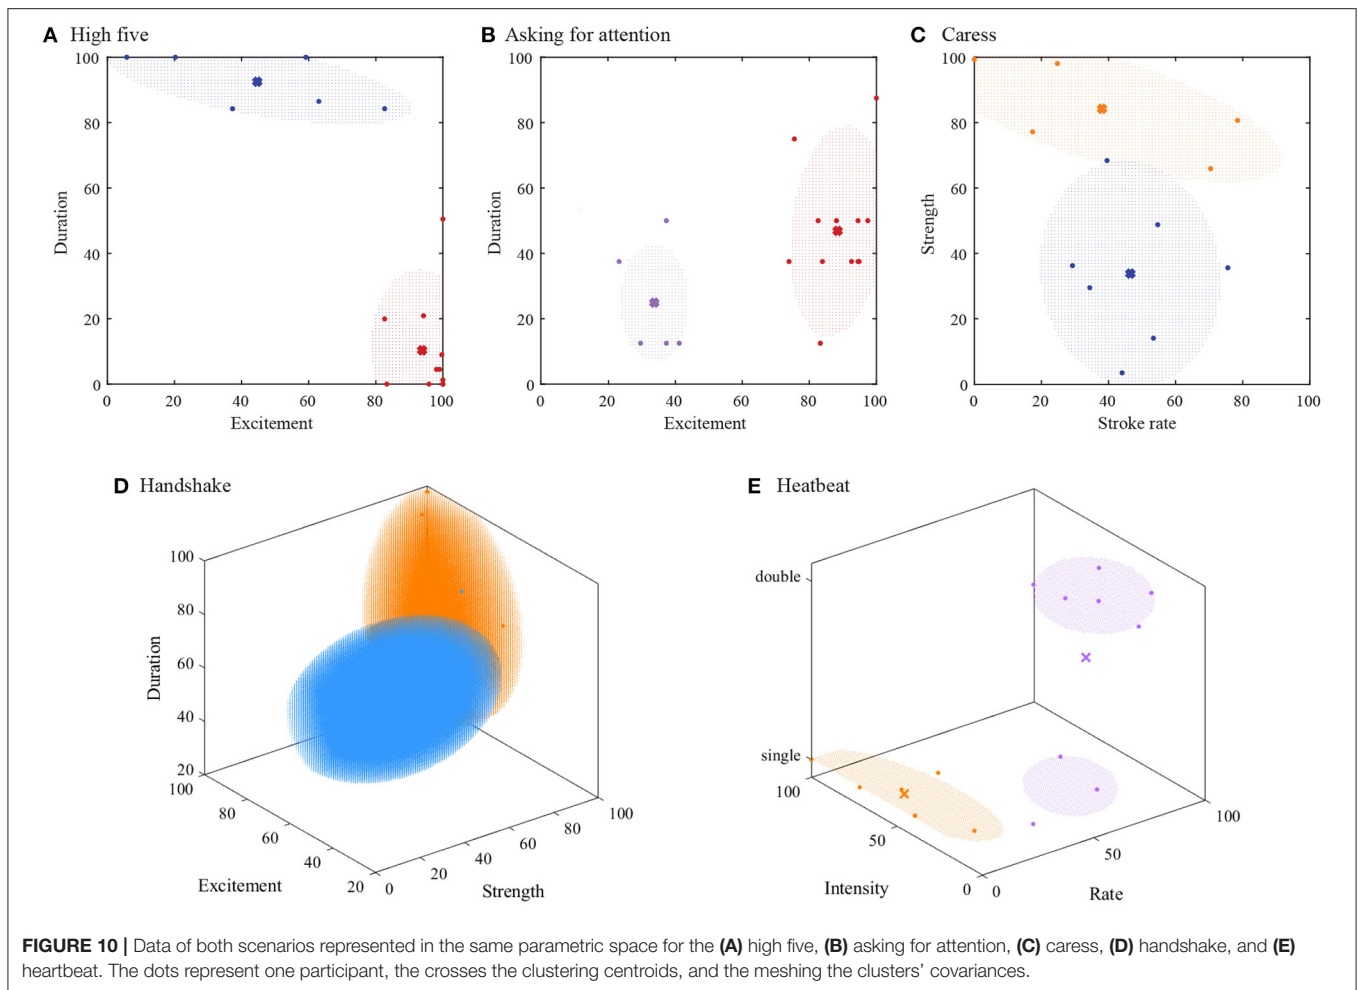 A High five
B Asking for attention
C Caress
100
80
60
40
20
0
Duration
0 20 40 60 80 100
Excitement
100
80
60
40
20
0
Duration
0 20 40 60 80 100
Excitement
100
80
60
40
20
0
Strength
0 20 40 60 80 100
Stroke rate
D Handshake
100
80
60
40
20
Duration
100
80
60
40
20
Excitement
0
20
40
60
80
100
Strength
E Heatbeat
double
single
100
50
0
Intensity
0
50
100
Rate
FIGURE 10 | Data of both scenarios represented in the same parametric space for the (A) high five, (B) asking for attention, (C) caress, (D) handshake, and (E)
heartbeat. The dots represent one participant, the crosses the clustering centroids, and the meshing the clusters' covariances.